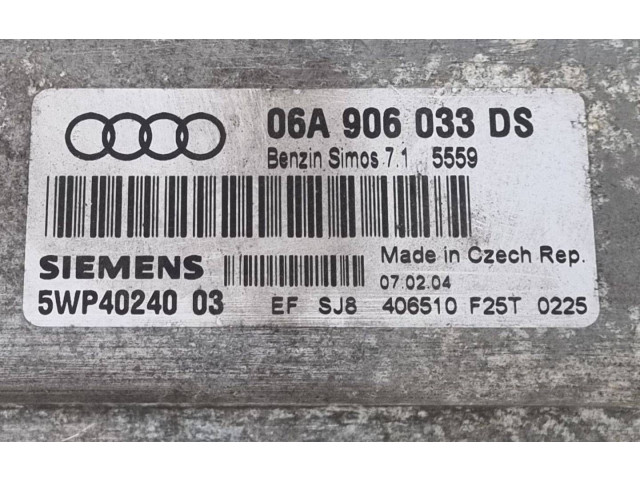 06A 906 033 DS
Benzin Simos 7.1 5559
Made in Czech Rep.
SIEMENS
07.02.04
5WP40240 03
EF SJ8 406510 F25T 0225